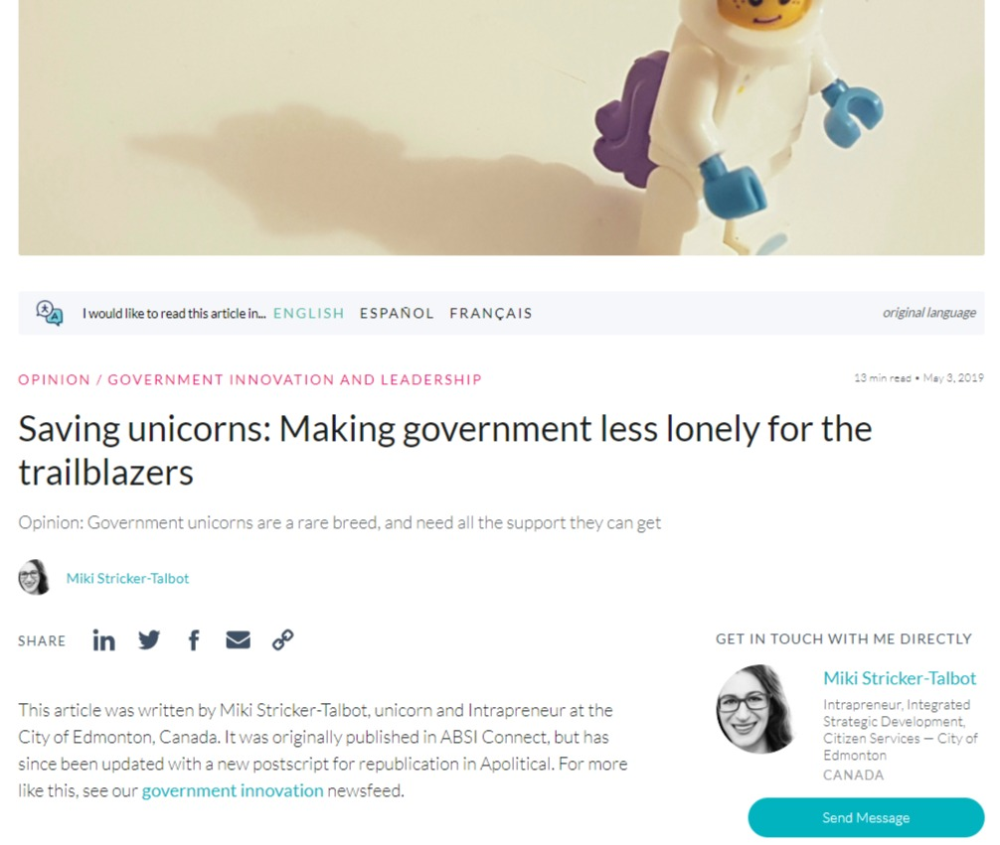 I would like to read this article in... ENGLISH ESPAÑOL FRANÇAIS
original language
OPINION / GOVERNMENT INNOVATION AND LEADERSHIP
13 min read • May 3, 2019
Saving unicorns: Making government less lonely for the
trailblazers
Opinion: Government unicorns are a rare breed, and need all the support they can get
Miki Stricker-Talbot
SHARE
This article was written by Miki Stricker-Talbot, unicorn and Intrapreneur at the
City of Edmonton, Canada. It was originally published in ABSI Connect, but has
since been updated with a new postscript for republication in Apolitical. For more
like this, see our government innovation newsfeed.
GET IN TOUCH WITH ME DIRECTLY
Miki Stricker-Talbot
Intrapreneur, Integrated
Strategic Development,
Citizen Services — City of
Edmonton
CANADA
Send Message